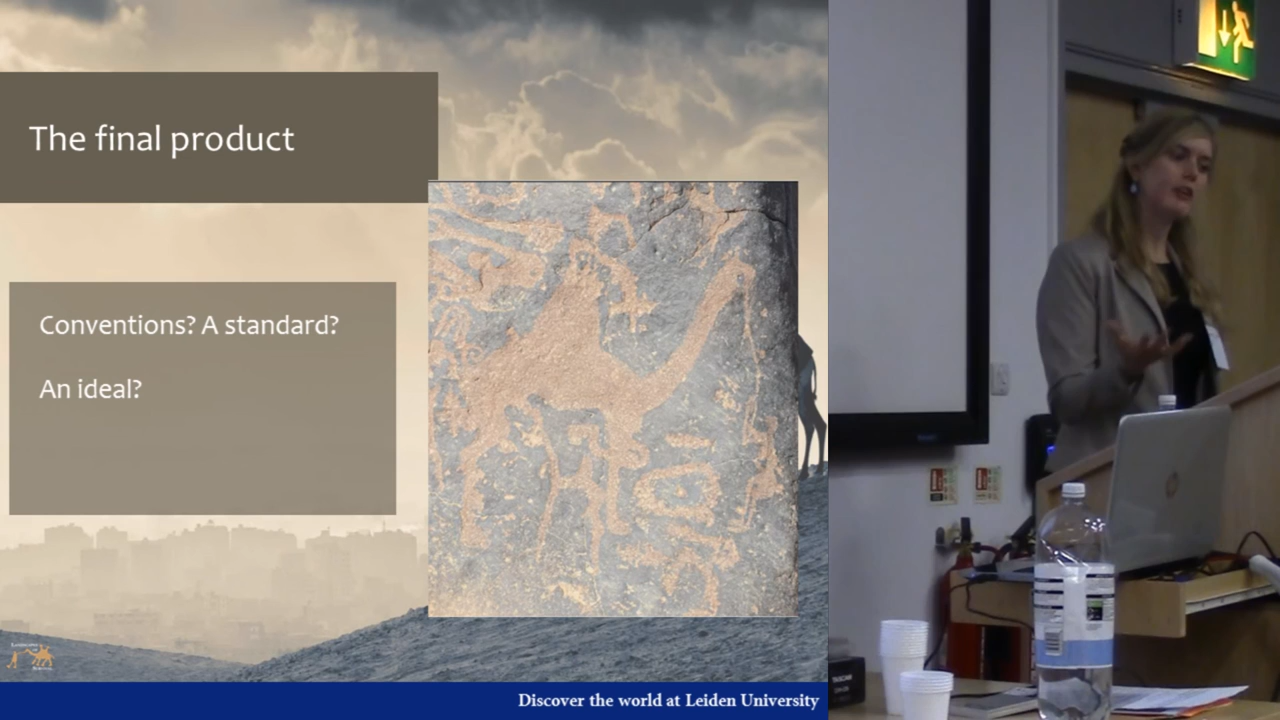 The final product
Conventions? A standard?
An ideal?
Discover the world at Leiden University